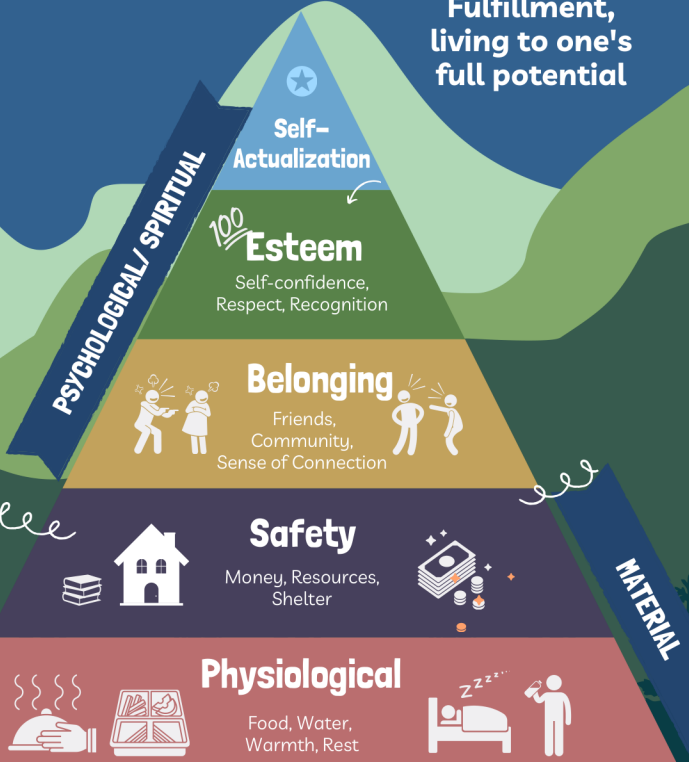 Fulfillment,
living to one's
full potential
Self-
Actualization
PSYCHOLOGICAL/ SPIRITUAL
100
Esteem
Self-confidence,
Respect, Recognition
Belonging
Friends,
Community,
Sense of Connection
Safety
Money, Resources,
Shelter
MATERIAL
Physiological
Food, Water,
Warmth, Rest
zzzz